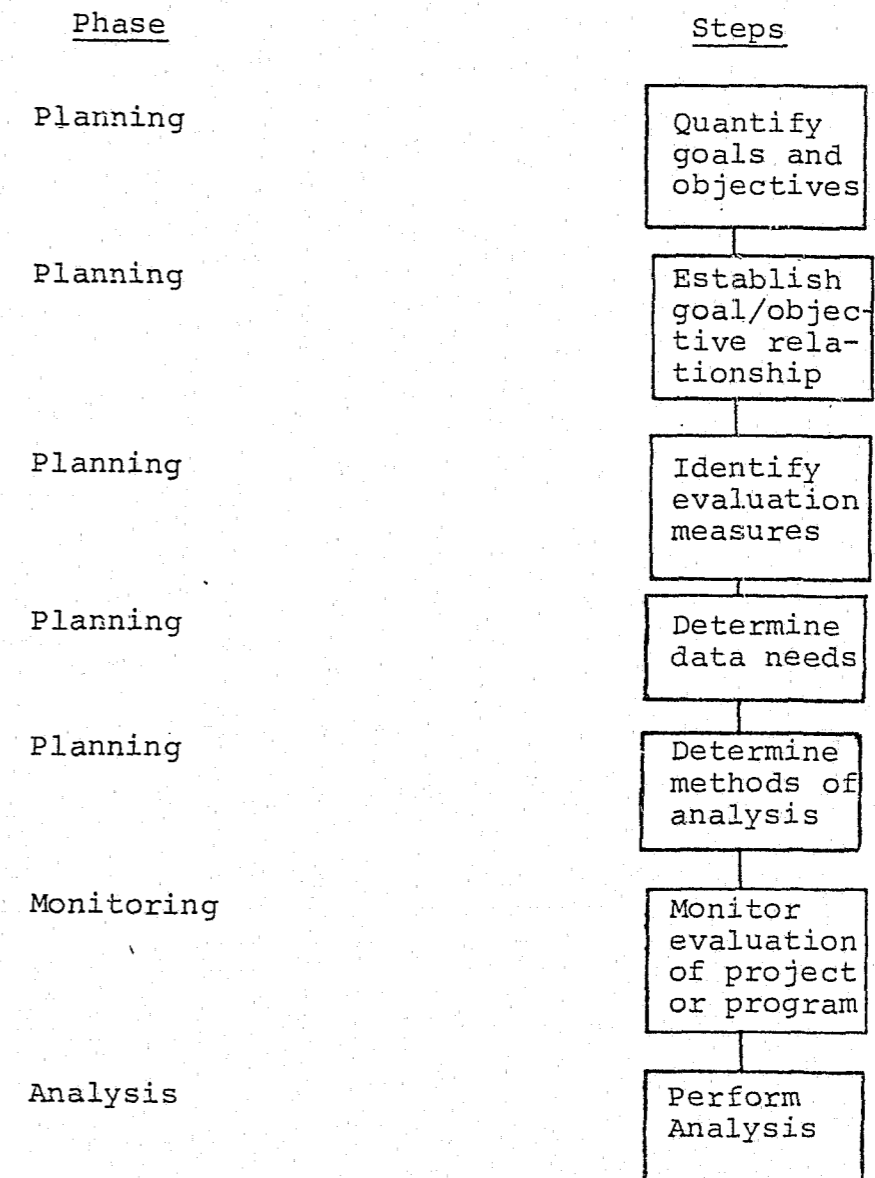 Phase Steps
Planning
Quantify
goals and
objectives
Planning
Establish
goal/objec-
tive rela-
tionship
Planning
Identify
evaluation
measures
Planning
Determine
data needs
Planning
Determine
methods of
analysis
Monitoring
Monitor
evaluation
of project
or program
Analysis
Perform
Analysis